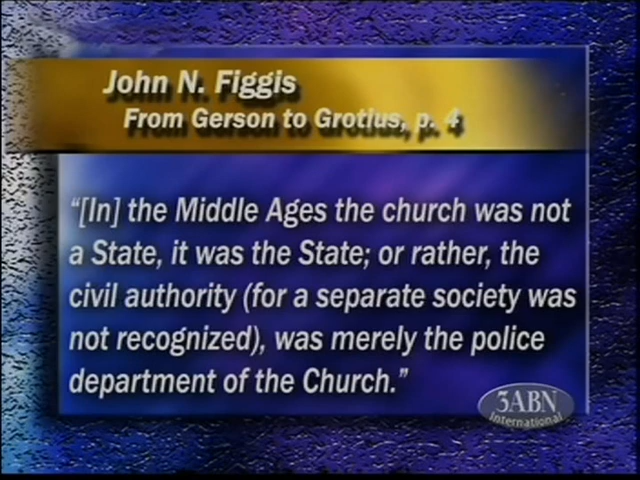 John N. Figgis
From Gerson to Grotius, p. 4
"[In] the Middle Ages the church was not
a State, it was the State; or rather, the
civil authority (for a separate society was
not recognized), was merely the police
department of the Church."
3ABN
International